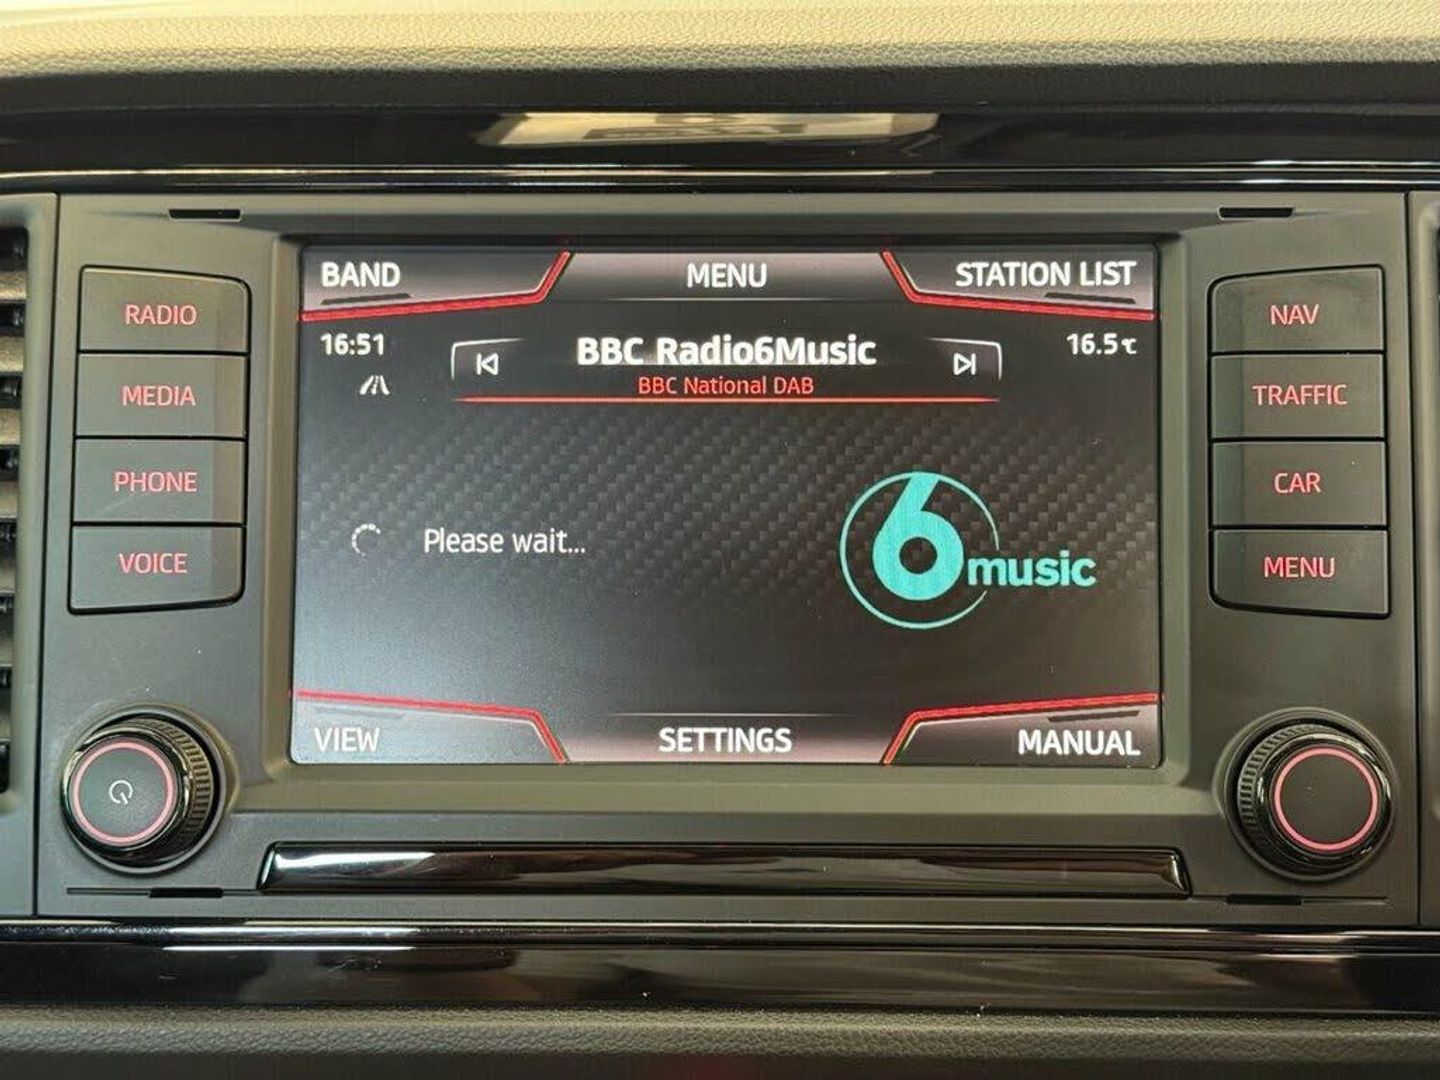 BAND
MENU
STATION LIST
16:51
BBC Radio6Music
16.5°C
BBC National DAB
Please wait...
6music
VIEW
SETTINGS
MANUAL
RADIO
MEDIA
PHONE
VOICE
NAV
TRAFFIC
CAR
MENU